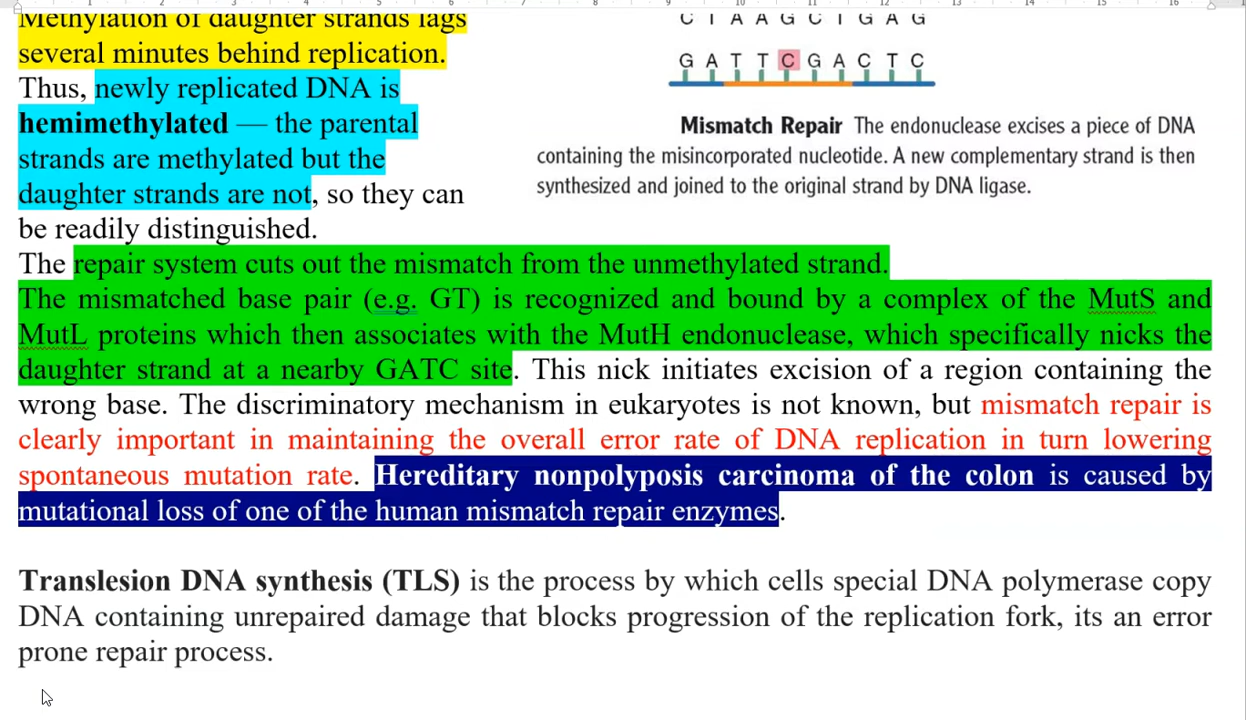 Methylation of daughter strands lags
several minutes behind replication.
Thus, newly replicated DNA is
hemimethylated — the parental
strands are methylated but the
daughter strands are not, so they can
be readily distinguished.
C T A A G C T G A G
G A T T C G A C T C
Mismatch Repair The endonuclease excises a piece of DNA
containing the misincorporated nucleotide. A new complementary strand is then
synthesized and joined to the original strand by DNA ligase.
The repair system cuts out the mismatch from the unmethylated strand.
The mismatched base pair (e.g. GT) is recognized and bound by a complex of the MutS and
MutL proteins which then associates with the MutH endonuclease, which specifically nicks the
daughter strand at a nearby GATC site. This nick initiates excision of a region containing the
wrong base. The discriminatory mechanism in eukaryotes is not known, but mismatch repair is
clearly important in maintaining the overall error rate of DNA replication in turn lowering
spontaneous mutation rate. Hereditary nonpolyposis carcinoma of the colon is caused by
mutational loss of one of the human mismatch repair enzymes.
Translesion DNA synthesis (TLS) is the process by which cells special DNA polymerase copy
DNA containing unrepaired damage that blocks progression of the replication fork, its an error
prone repair process.